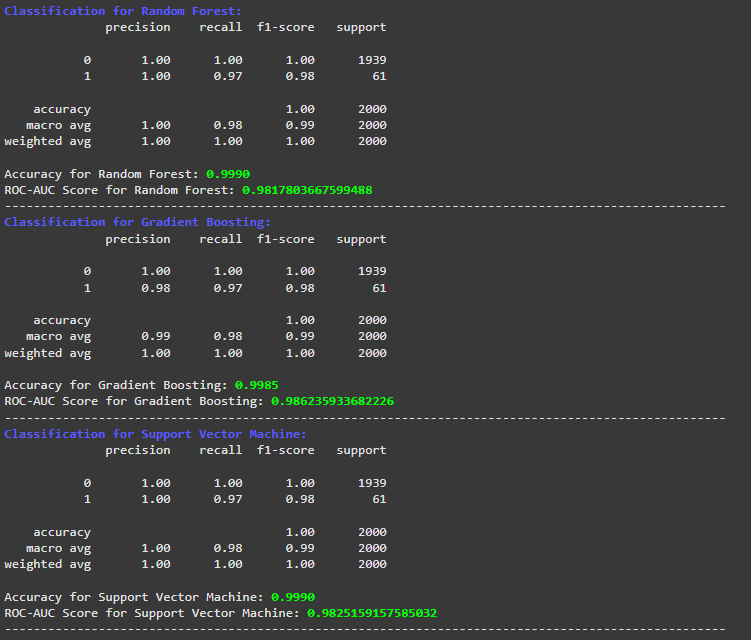 Classification for Random Forest:
precision recall f1-score support
0 1.00 1.00 1.00 1939
1 1.00 0.97 0.98 61
accuracy 1.00 2000
macro avg 1.00 0.98 0.99 2000
weighted avg 1.00 1.00 1.00 2000
Accuracy for Random Forest: 0.9990
ROC-AUC Score for Random Forest: 0.9817803667599488
----------------------------------------------------------------------------------------------------
Classification for Gradient Boosting:
precision recall f1-score support
0 1.00 1.00 1.00 1939
1 0.98 0.97 0.98 61
accuracy 1.00 2000
macro avg 0.99 0.98 0.99 2000
weighted avg 1.00 1.00 1.00 2000
Accuracy for Gradient Boosting: 0.9985
ROC-AUC Score for Gradient Boosting: 0.986235933682226
----------------------------------------------------------------------------------------------------
Classification for Support Vector Machine:
precision recall f1-score support
0 1.00 1.00 1.00 1939
1 1.00 0.97 0.98 61
accuracy 1.00 2000
macro avg 1.00 0.98 0.99 2000
weighted avg 1.00 1.00 1.00 2000
Accuracy for Support Vector Machine: 0.9990
ROC-AUC Score for Support Vector Machine: 0.9825159157585032
----------------------------------------------------------------------------------------------------